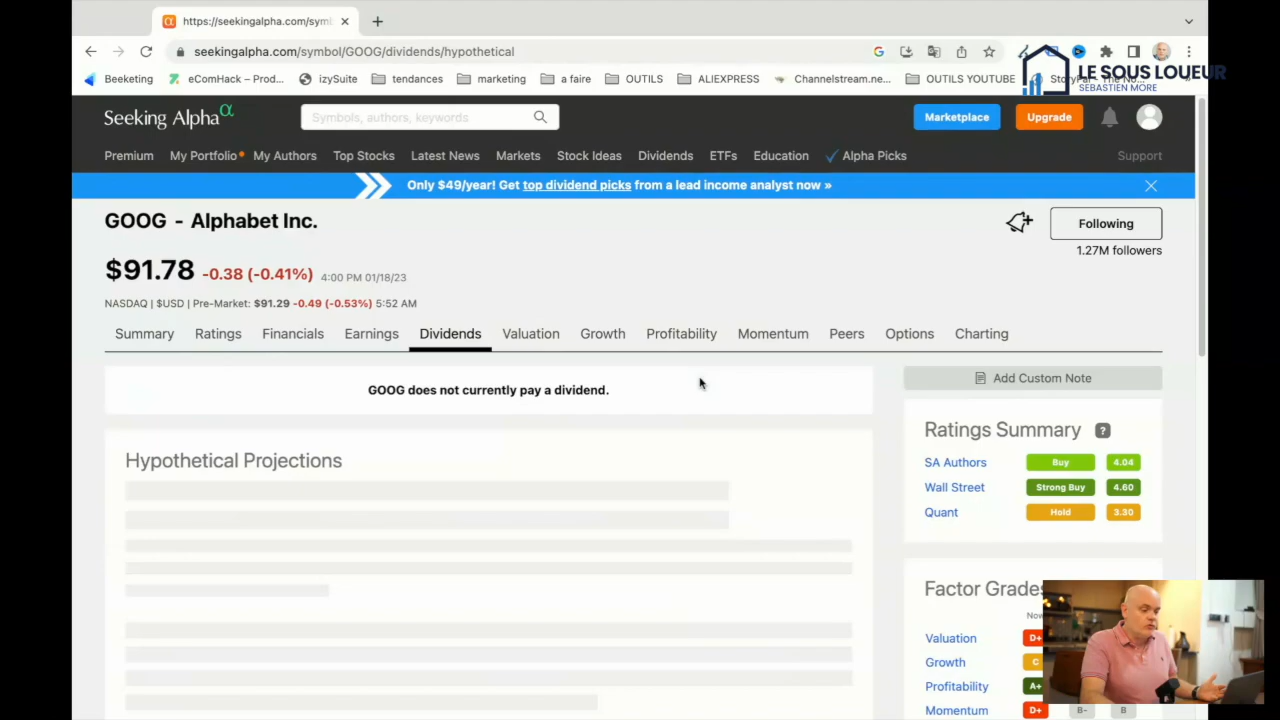 https://seekingalpha.com/sym
seekingalpha.com/symbol/GOOG/dividends/hypothetical
Beeketing eComHack – Prod... izySuite tendances marketing a faire OUTILS ALIEXPRESS Channelstream.ne... OUTILS YOUTUBE
LE SOUS LOUEUR
SEBASTIEN MORE
Seeking Alpha α
Symbols, authors, keywords
Marketplace
Upgrade
Premium My Portfolio My Authors Top Stocks Latest News Markets Stock Ideas Dividends ETFs Education Alpha Picks Support
Only $49/year! Get top dividend picks from a lead income analyst now »
GOOG - Alphabet Inc.
Following
1.27M followers
$91.78 -0.38 (-0.41%) 4:00 PM 01/18/23
NASDAQ | $USD | Pre-Market: $91.29 -0.49 (-0.53%) 5:52 AM
Summary Ratings Financials Earnings Dividends Valuation Growth Profitability Momentum Peers Options Charting
GOOG does not currently pay a dividend.
Add Custom Note
Hypothetical Projections
Ratings Summary ?
SA Authors Buy 4.04
Wall Street Strong Buy 4.60
Quant Hold 3.30
Factor Grades
Valuation D+
Growth C
Profitability A+
Momentum D+ B- B